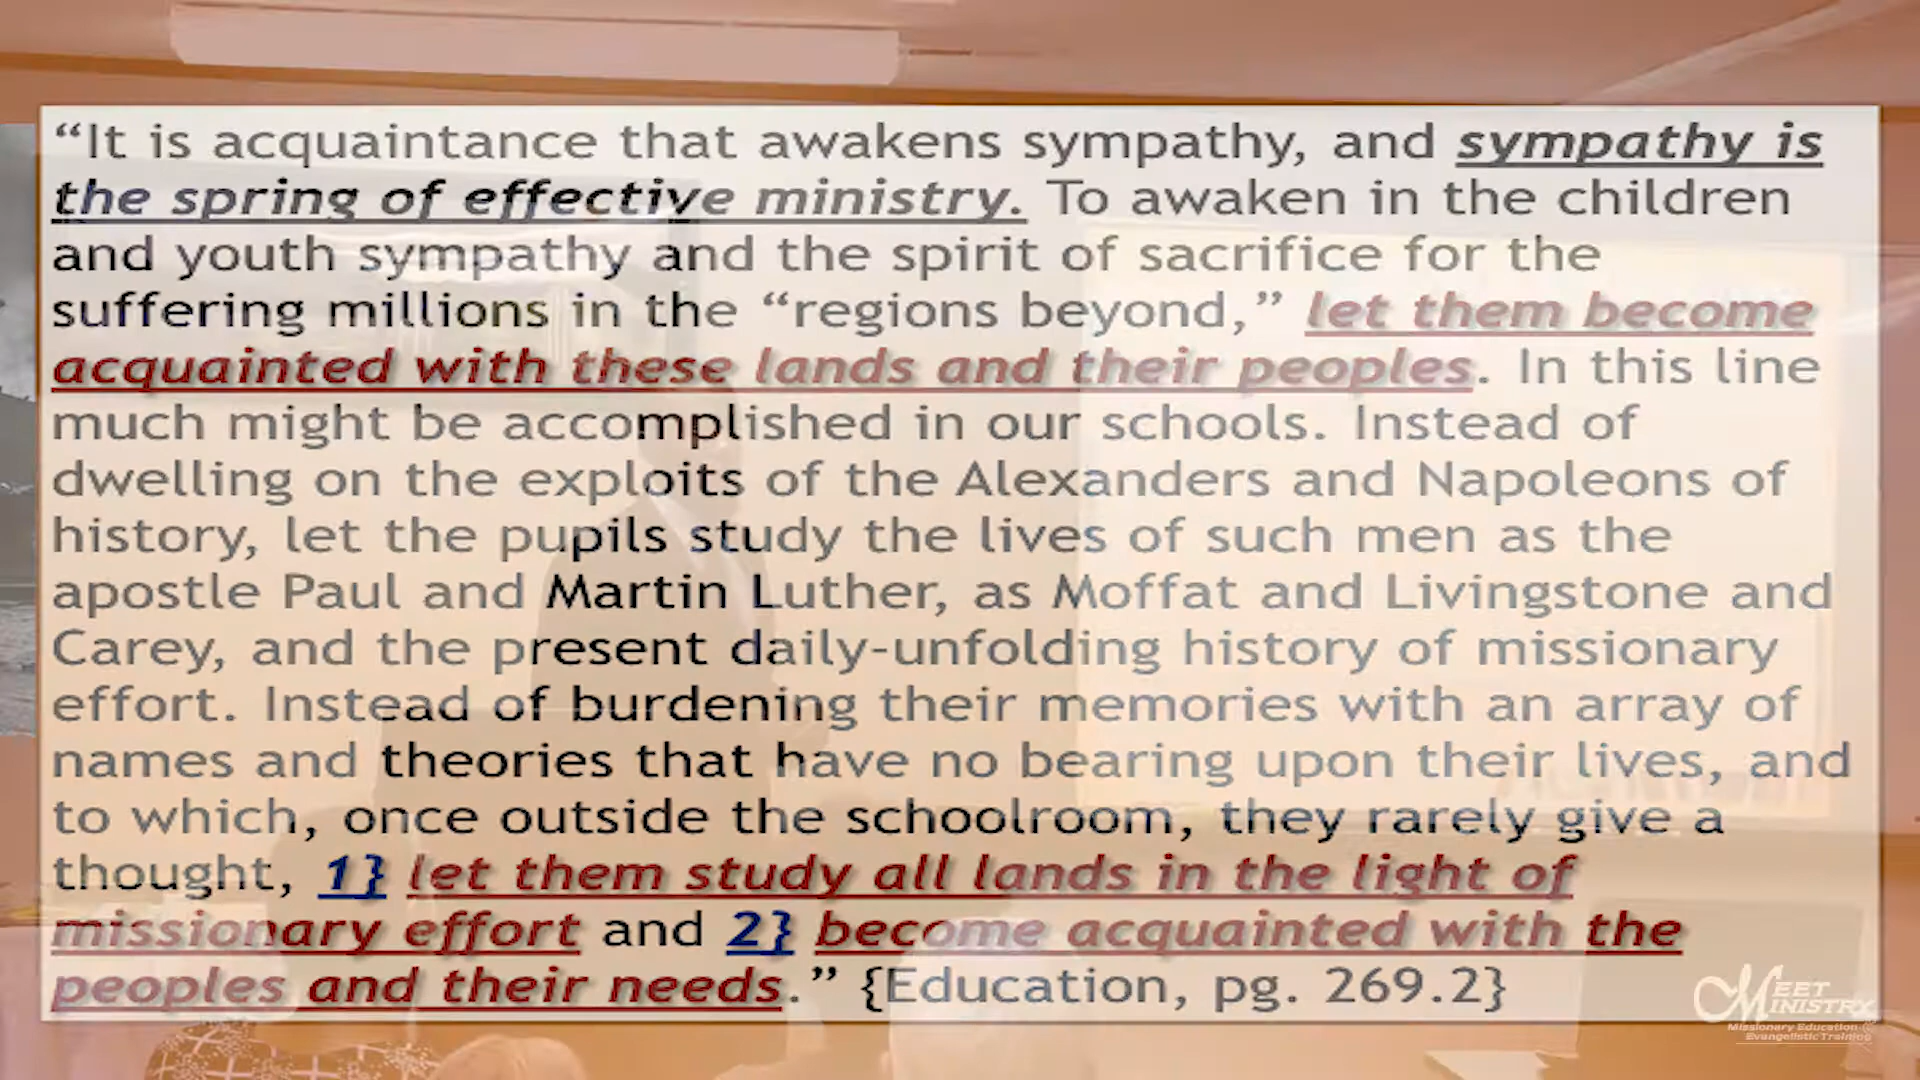 “It is acquaintance that awakens sympathy, and sympathy is
the spring of effective ministry. To awaken in the children
and youth sympathy and the spirit of sacrifice for the
suffering millions in the “regions beyond,” let them become
acquainted with these lands and their peoples. In this line
much might be accomplished in our schools. Instead of
dwelling on the exploits of the Alexanders and Napoleons of
history, let the pupils study the lives of such men as the
apostle Paul and Martin Luther, as Moffat and Livingstone and
Carey, and the present daily-unfolding history of missionary
effort. Instead of burdening their memories with an array of
names and theories that have no bearing upon their lives, and
to which, once outside the schoolroom, they rarely give a
thought, 1} let them study all lands in the light of
missionary effort and 2} become acquainted with the
peoples and their needs.” {Education, pg. 269.2}
MEET
MINISTRY
Missionary Education &
Evangelistic Training